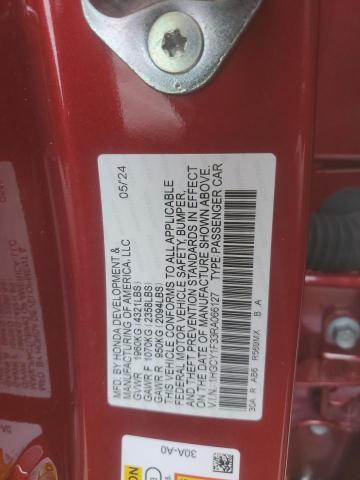 MFD. BY HONDA DEVELOPMENT & 05/24
MANUFACTURING OF AMERICA, LLC
GVWR 1960KG (4321LBS)
GAWR F 1070KG (2358LBS)
GAWR R 950KG (2094LBS)
THIS VEHICLE CONFORMS TO ALL APPLICABLE
FEDERAL MOTOR VEHICLE SAFETY, BUMPER,
AND THEFT PREVENTION STANDARDS IN EFFECT
ON THE DATE OF MANUFACTURE SHOWN ABOVE.
V.I.N.: 1HGCY1F33RA066127 TYPE:PASSENGER CAR
30A R AB6 R569MX B .A
30A-A0